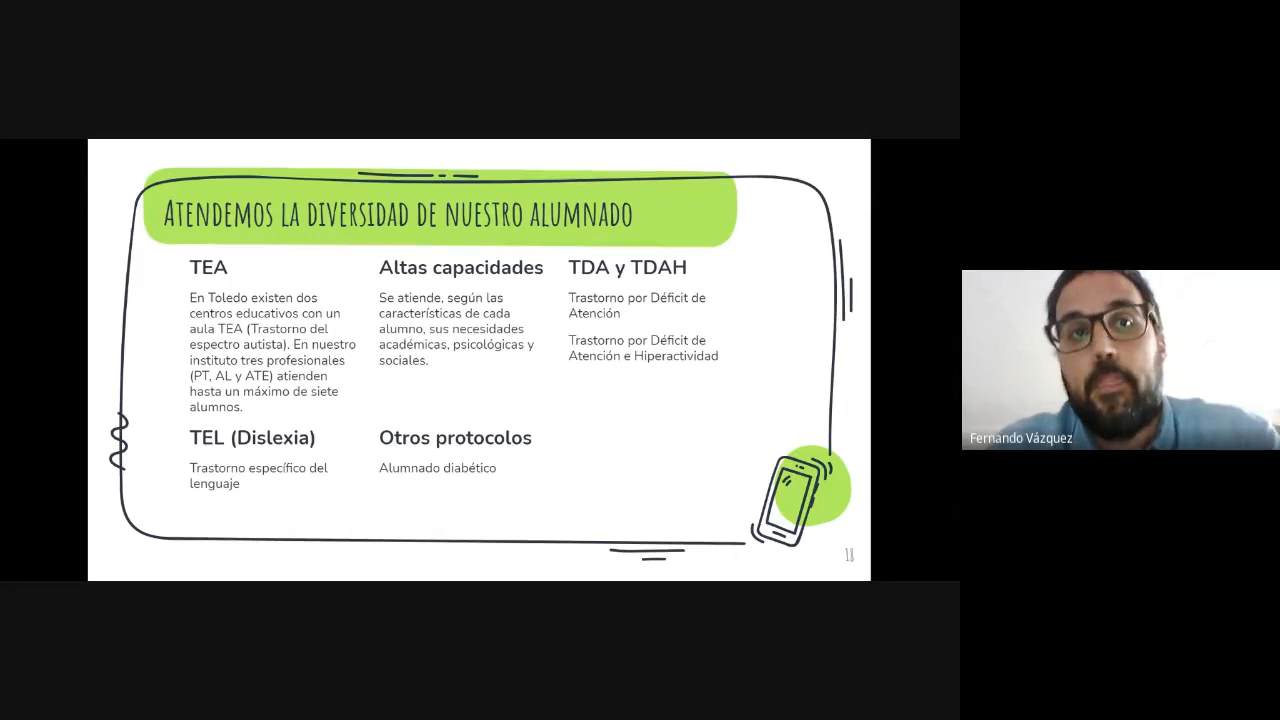 Atendemos la diversidad de nuestro alumnado
TEA
En Toledo existen dos
centros educativos con un
aula TEA (Trastorno del
espectro autista). En nuestro
instituto tres profesionales
(PT, AL y ATE) atienden
hasta un máximo de siete
alumnos.
Altas capacidades
Se atiende, según las
características de cada
alumno, sus necesidades
académicas, psicológicas y
sociales.
TDA y TDAH
Trastorno por Déficit de
Atención
Trastorno por Déficit de
Atención e Hiperactividad
TEL (Dislexia)
Trastorno específico del
lenguaje
Otros protocolos
Alumnado diabético
18
Fernando Vázquez